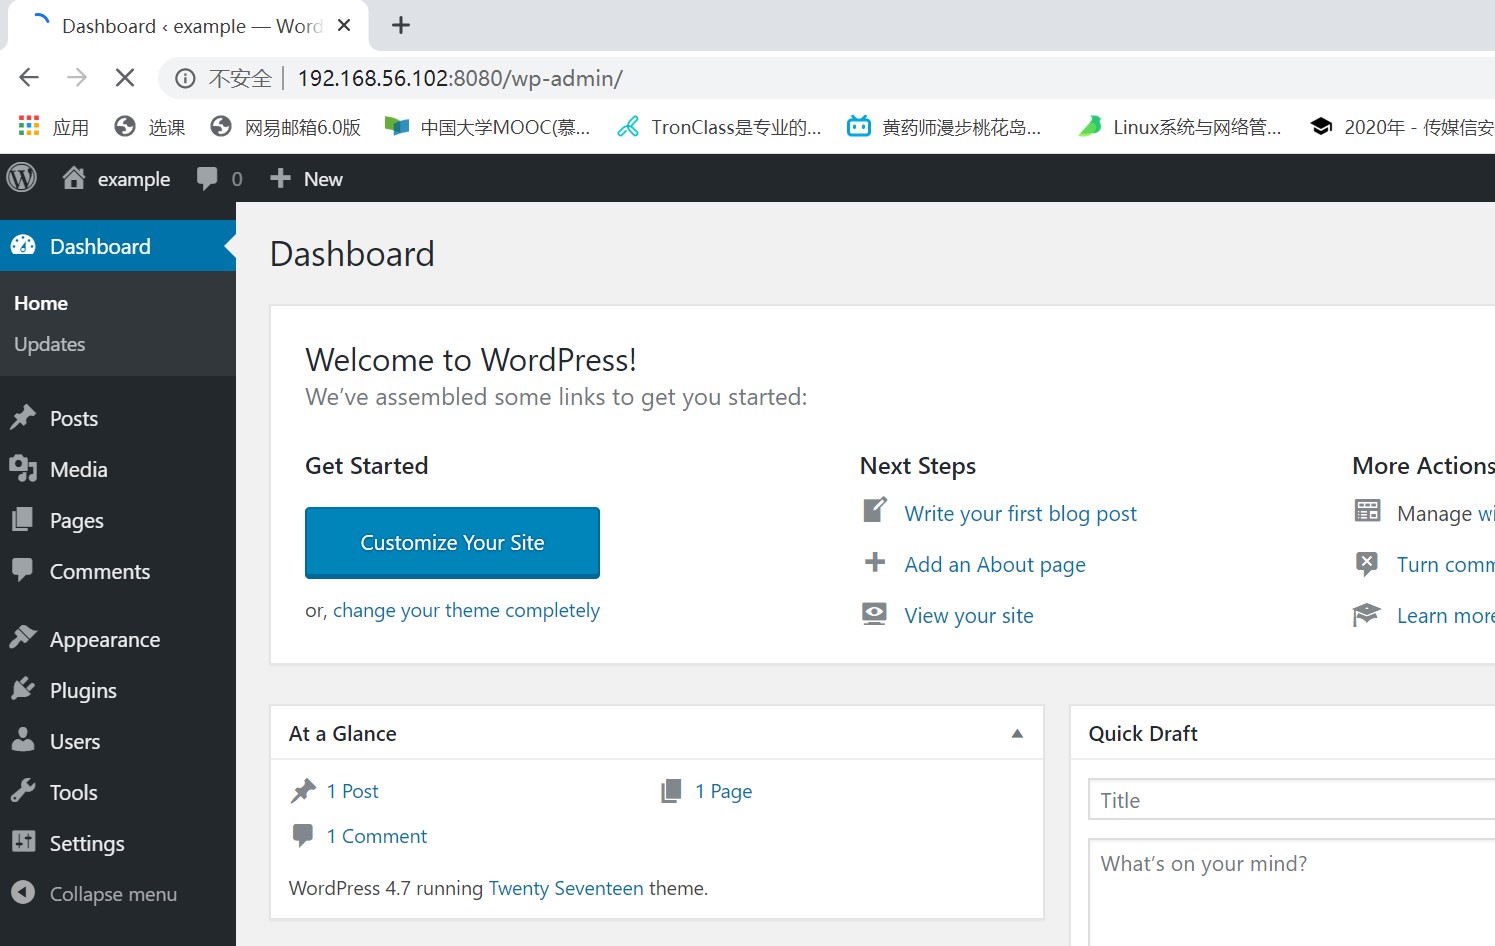 Dashboard ‹ example — Word
不安全 192.168.56.102:8080/wp-admin/
应用 选课 网易邮箱6.0版 中国大学MOOC(慕... TronClass是专业的... 黄药师漫步桃花岛... Linux系统与网络管... 2020年 - 传媒信安
example 0 New
Dashboard
Home
Updates
Posts
Media
Pages
Comments
Appearance
Plugins
Users
Tools
Settings
Collapse menu
Dashboard
Welcome to WordPress!
We’ve assembled some links to get you started:
Get Started
Customize Your Site
or, change your theme completely
Next Steps
Write your first blog post
Add an About page
View your site
More Actions
Manage wi
Turn comm
Learn more
At a Glance
1 Post
1 Page
1 Comment
WordPress 4.7 running Twenty Seventeen theme.
Quick Draft
Title
What’s on your mind?